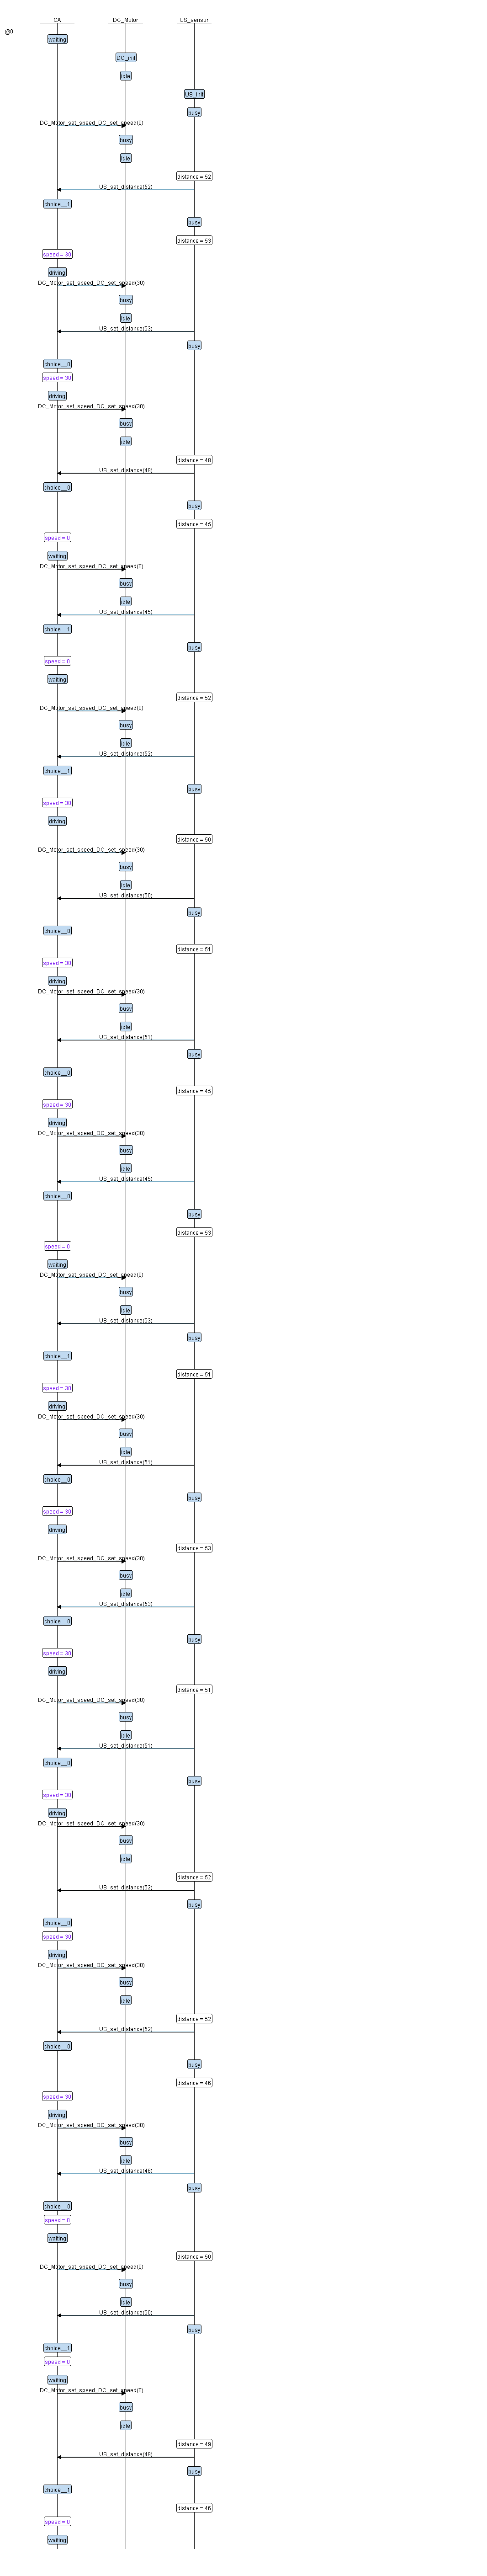 CA DC_Motor US_sensor
@0
waiting
DC_init
idle
US_init
busy
DC_Motor_set_speed_DC_set_speed(0)
busy
idle
distance = 52
US_set_distance(52)
choice__1
busy
distance = 53
speed = 30
driving
DC_Motor_set_speed_DC_set_speed(30)
busy
idle
US_set_distance(53)
busy
choice__0
speed = 30
driving
DC_Motor_set_speed_DC_set_speed(30)
busy
idle
distance = 48
US_set_distance(48)
choice__0
busy
distance = 45
speed = 0
waiting
DC_Motor_set_speed_DC_set_speed(0)
busy
idle
US_set_distance(45)
choice__1
busy
speed = 0
waiting
distance = 52
DC_Motor_set_speed_DC_set_speed(0)
busy
idle
US_set_distance(52)
choice__1
busy
speed = 30
driving
distance = 50
DC_Motor_set_speed_DC_set_speed(30)
busy
idle
US_set_distance(50)
busy
choice__0
distance = 51
speed = 30
driving
DC_Motor_set_speed_DC_set_speed(30)
busy
idle
US_set_distance(51)
busy
choice__0
distance = 45
speed = 30
driving
DC_Motor_set_speed_DC_set_speed(30)
busy
idle
US_set_distance(45)
choice__0
busy
distance = 53
speed = 0
waiting
DC_Motor_set_speed_DC_set_speed(0)
busy
idle
US_set_distance(53)
busy
choice__1
distance = 51
speed = 30
driving
DC_Motor_set_speed_DC_set_speed(30)
busy
idle
US_set_distance(51)
choice__0
busy
speed = 30
driving
distance = 53
DC_Motor_set_speed_DC_set_speed(30)
busy
idle
US_set_distance(53)
choice__0
busy
speed = 30
driving
distance = 51
DC_Motor_set_speed_DC_set_speed(30)
busy
idle
US_set_distance(51)
choice__0
busy
speed = 30
driving
DC_Motor_set_speed_DC_set_speed(30)
busy
idle
distance = 52
US_set_distance(52)
busy
choice__0
speed = 30
driving
DC_Motor_set_speed_DC_set_speed(30)
busy
idle
distance = 52
US_set_distance(52)
choice__0
busy
distance = 46
speed = 30
driving
DC_Motor_set_speed_DC_set_speed(30)
busy
idle
US_set_distance(46)
busy
choice__0
speed = 0
waiting
distance = 50
DC_Motor_set_speed_DC_set_speed(0)
busy
idle
US_set_distance(50)
busy
choice__1
speed = 0
waiting
DC_Motor_set_speed_DC_set_speed(0)
busy
idle
distance = 49
US_set_distance(49)
busy
choice__1
distance = 46
speed = 0
waiting